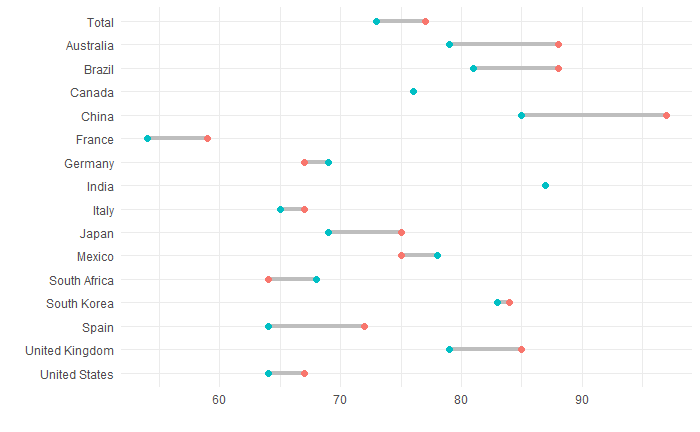 Total
Australia
Brazil
Canada
China
France
Germany
India
Italy
Japan
Mexico
South Africa
South Korea
Spain
United Kingdom
United States
60 70 80 90